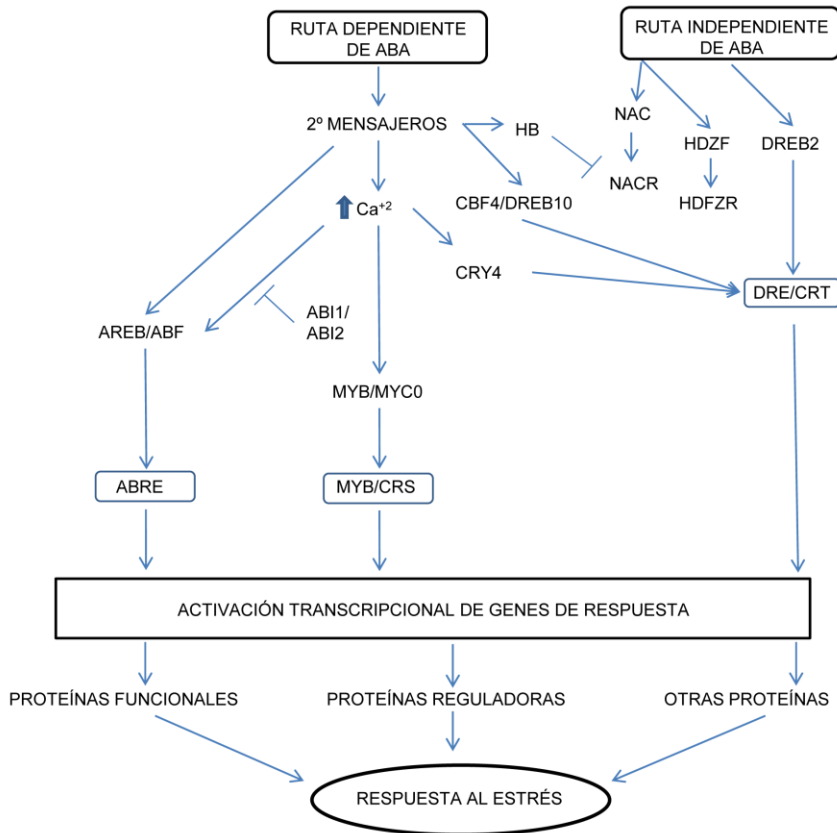 RUTA DEPENDIENTE
DE ABA
RUTA INDEPENDIENTE
DE ABA
2º MENSAJEROS
HB
NAC
HDZF
DREB2
NACR
HDFZR
Ca⁺²
CBF4/DREB10
CRY4
DRE/CRT
ABI1/
ABI2
AREB/ABF
MYB/MYC0
ABRE
MYB/CRS
ACTIVACIÓN TRANSCRIPCIONAL DE GENES DE RESPUESTA
PROTEÍNAS FUNCIONALES
PROTEÍNAS REGULADORAS
OTRAS PROTEÍNAS
RESPUESTA AL ESTRÉS